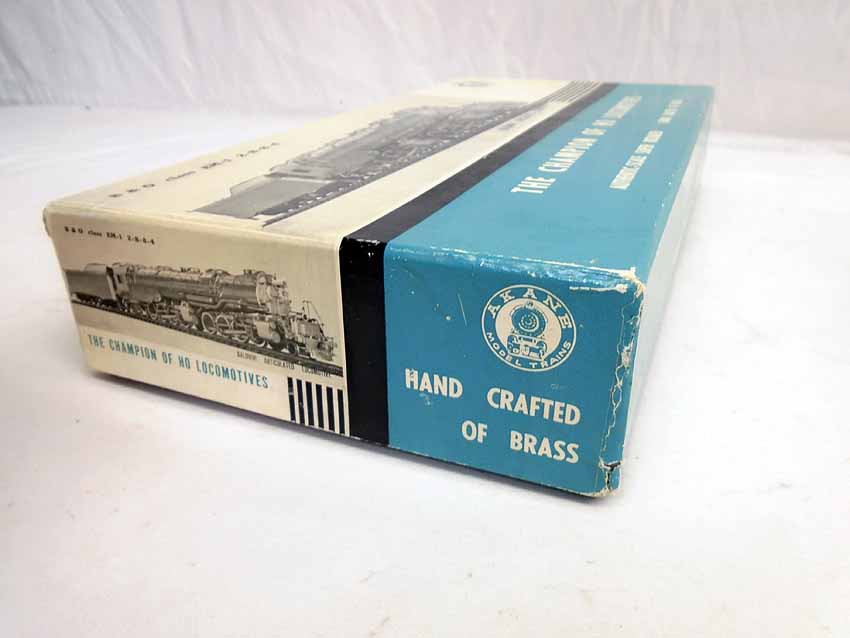 B & O class EM-1 2-8-8-4
THE CHAMPION OF HO LOCOMOTIVES
B & O class EM-1 2-8-8-4
BALDWIN ARTICULATED LOCOMOTIVE
THE CHAMPION OF HO LOCOMOTIVES
AKANE
MODEL TRAINS
HAND CRAFTED
OF BRASS